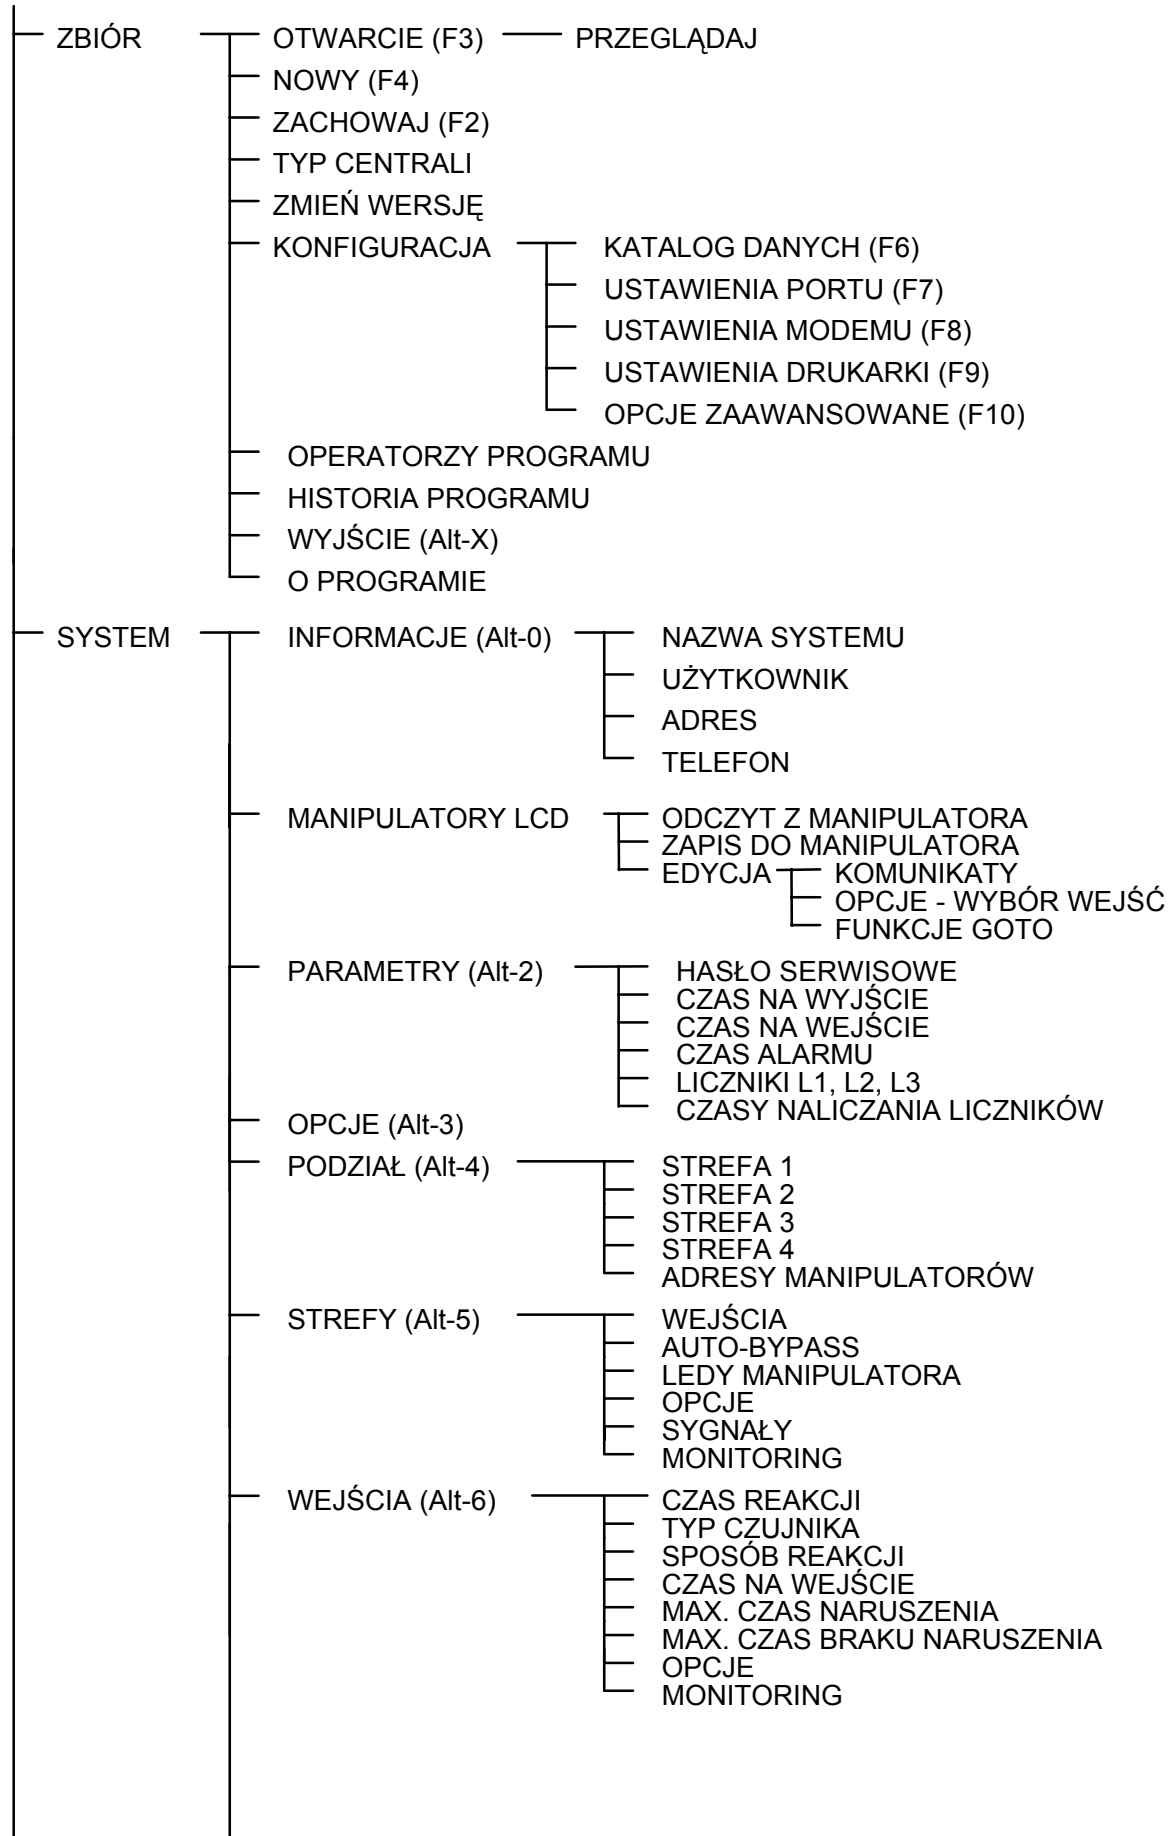 ZBIÓR OTWARCIE (F3) PRZEGLĄDAJ
NOWY (F4)
ZACHOWAJ (F2)
TYP CENTRALI
ZMIEŃ WERSJĘ
KONFIGURACJA KATALOG DANYCH (F6)
USTAWIENIA PORTU (F7)
USTAWIENIA MODEMU (F8)
USTAWIENIA DRUKARKI (F9)
OPCJE ZAAWANSOWANE (F10)
OPERATORZY PROGRAMU
HISTORIA PROGRAMU
WYJŚCIE (Alt-X)
O PROGRAMIE
SYSTEM INFORMACJE (Alt-0) NAZWA SYSTEMU
UŻYTKOWNIK
ADRES
TELEFON
MANIPULATORY LCD ODCZYT Z MANIPULATORA
ZAPIS DO MANIPULATORA
EDYCJA KOMUNIKATY
OPCJE - WYBÓR WEJŚĆ
FUNKCJE GOTO
PARAMETRY (Alt-2) HASŁO SERWISOWE
CZAS NA WYJŚCIE
CZAS NA WEJŚCIE
CZAS ALARMU
LICZNIKI L1, L2, L3
CZASY NALICZANIA LICZNIKÓW
OPCJE (Alt-3)
PODZIAŁ (Alt-4) STREFA 1
STREFA 2
STREFA 3
STREFA 4
ADRESY MANIPULATORÓW
STREFY (Alt-5) WEJŚCIA
AUTO-BYPASS
LEDY MANIPULATORA
OPCJE
SYGNAŁY
MONITORING
WEJŚCIA (Alt-6) CZAS REAKCJI
TYP CZUJNIKA
SPOSÓB REAKCJI
CZAS NA WEJŚCIE
MAX. CZAS NARUSZENIA
MAX. CZAS BRAKU NARUSZENIA
OPCJE
MONITORING